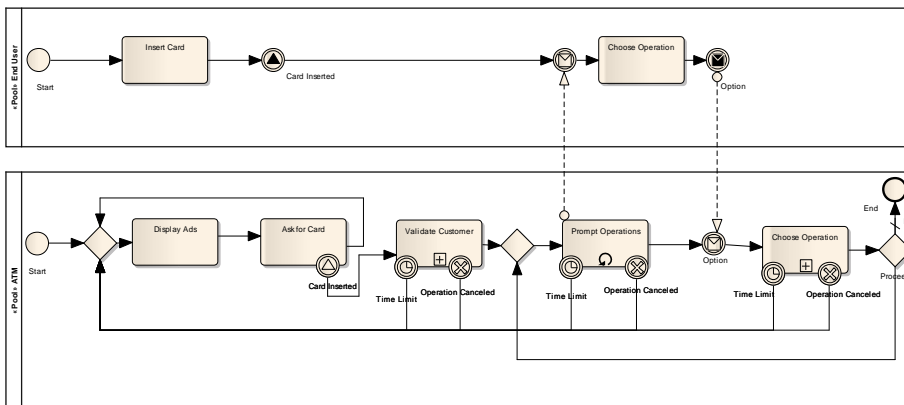 «Pool» End User
Insert Card
Choose Operation
Start
Card Inserted
Option
«Pool» ATM
Display Ads
Ask for Card
Validate Customer
Prompt Operations
Choose Operation
End
Start
Card Inserted
Time Limit
Operation Canceled
Time Limit
Operation Canceled
Option
Time Limit
Operation Canceled
Procee